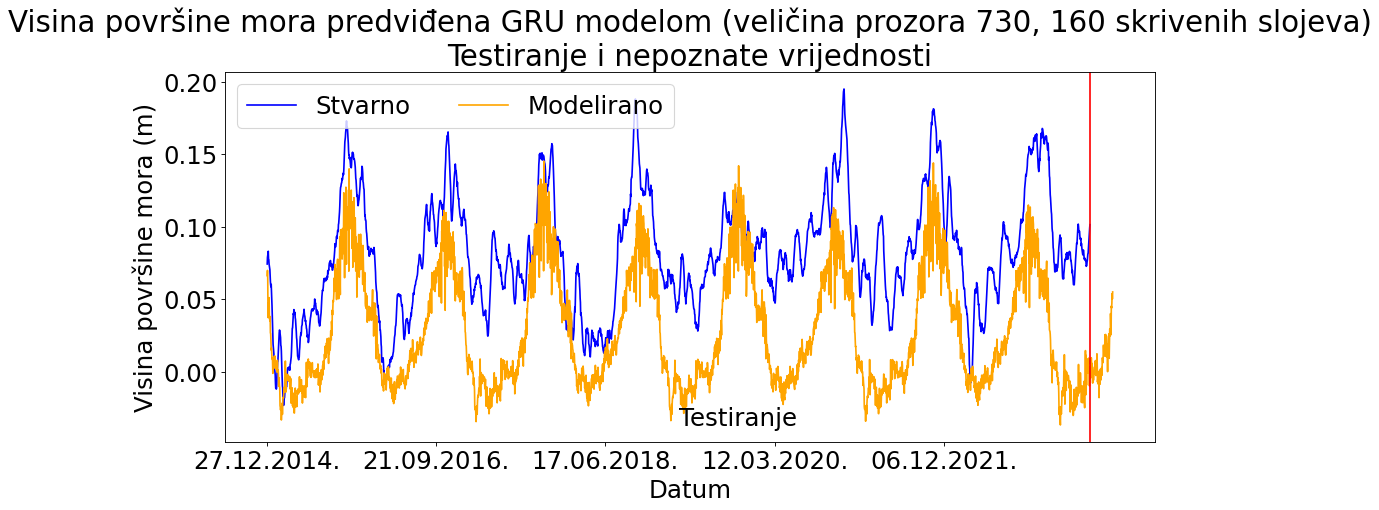 Visina površine mora predviđena GRU modelom (veličina prozora 730, 160 skrivenih slojeva)
Testiranje i nepoznate vrijednosti
Stvarno
Modelirano
0.20
0.15
0.10
0.05
0.00
Visina površine mora (m)
Testiranje
27.12.2014.
21.09.2016.
17.06.2018.
12.03.2020.
06.12.2021.
Datum